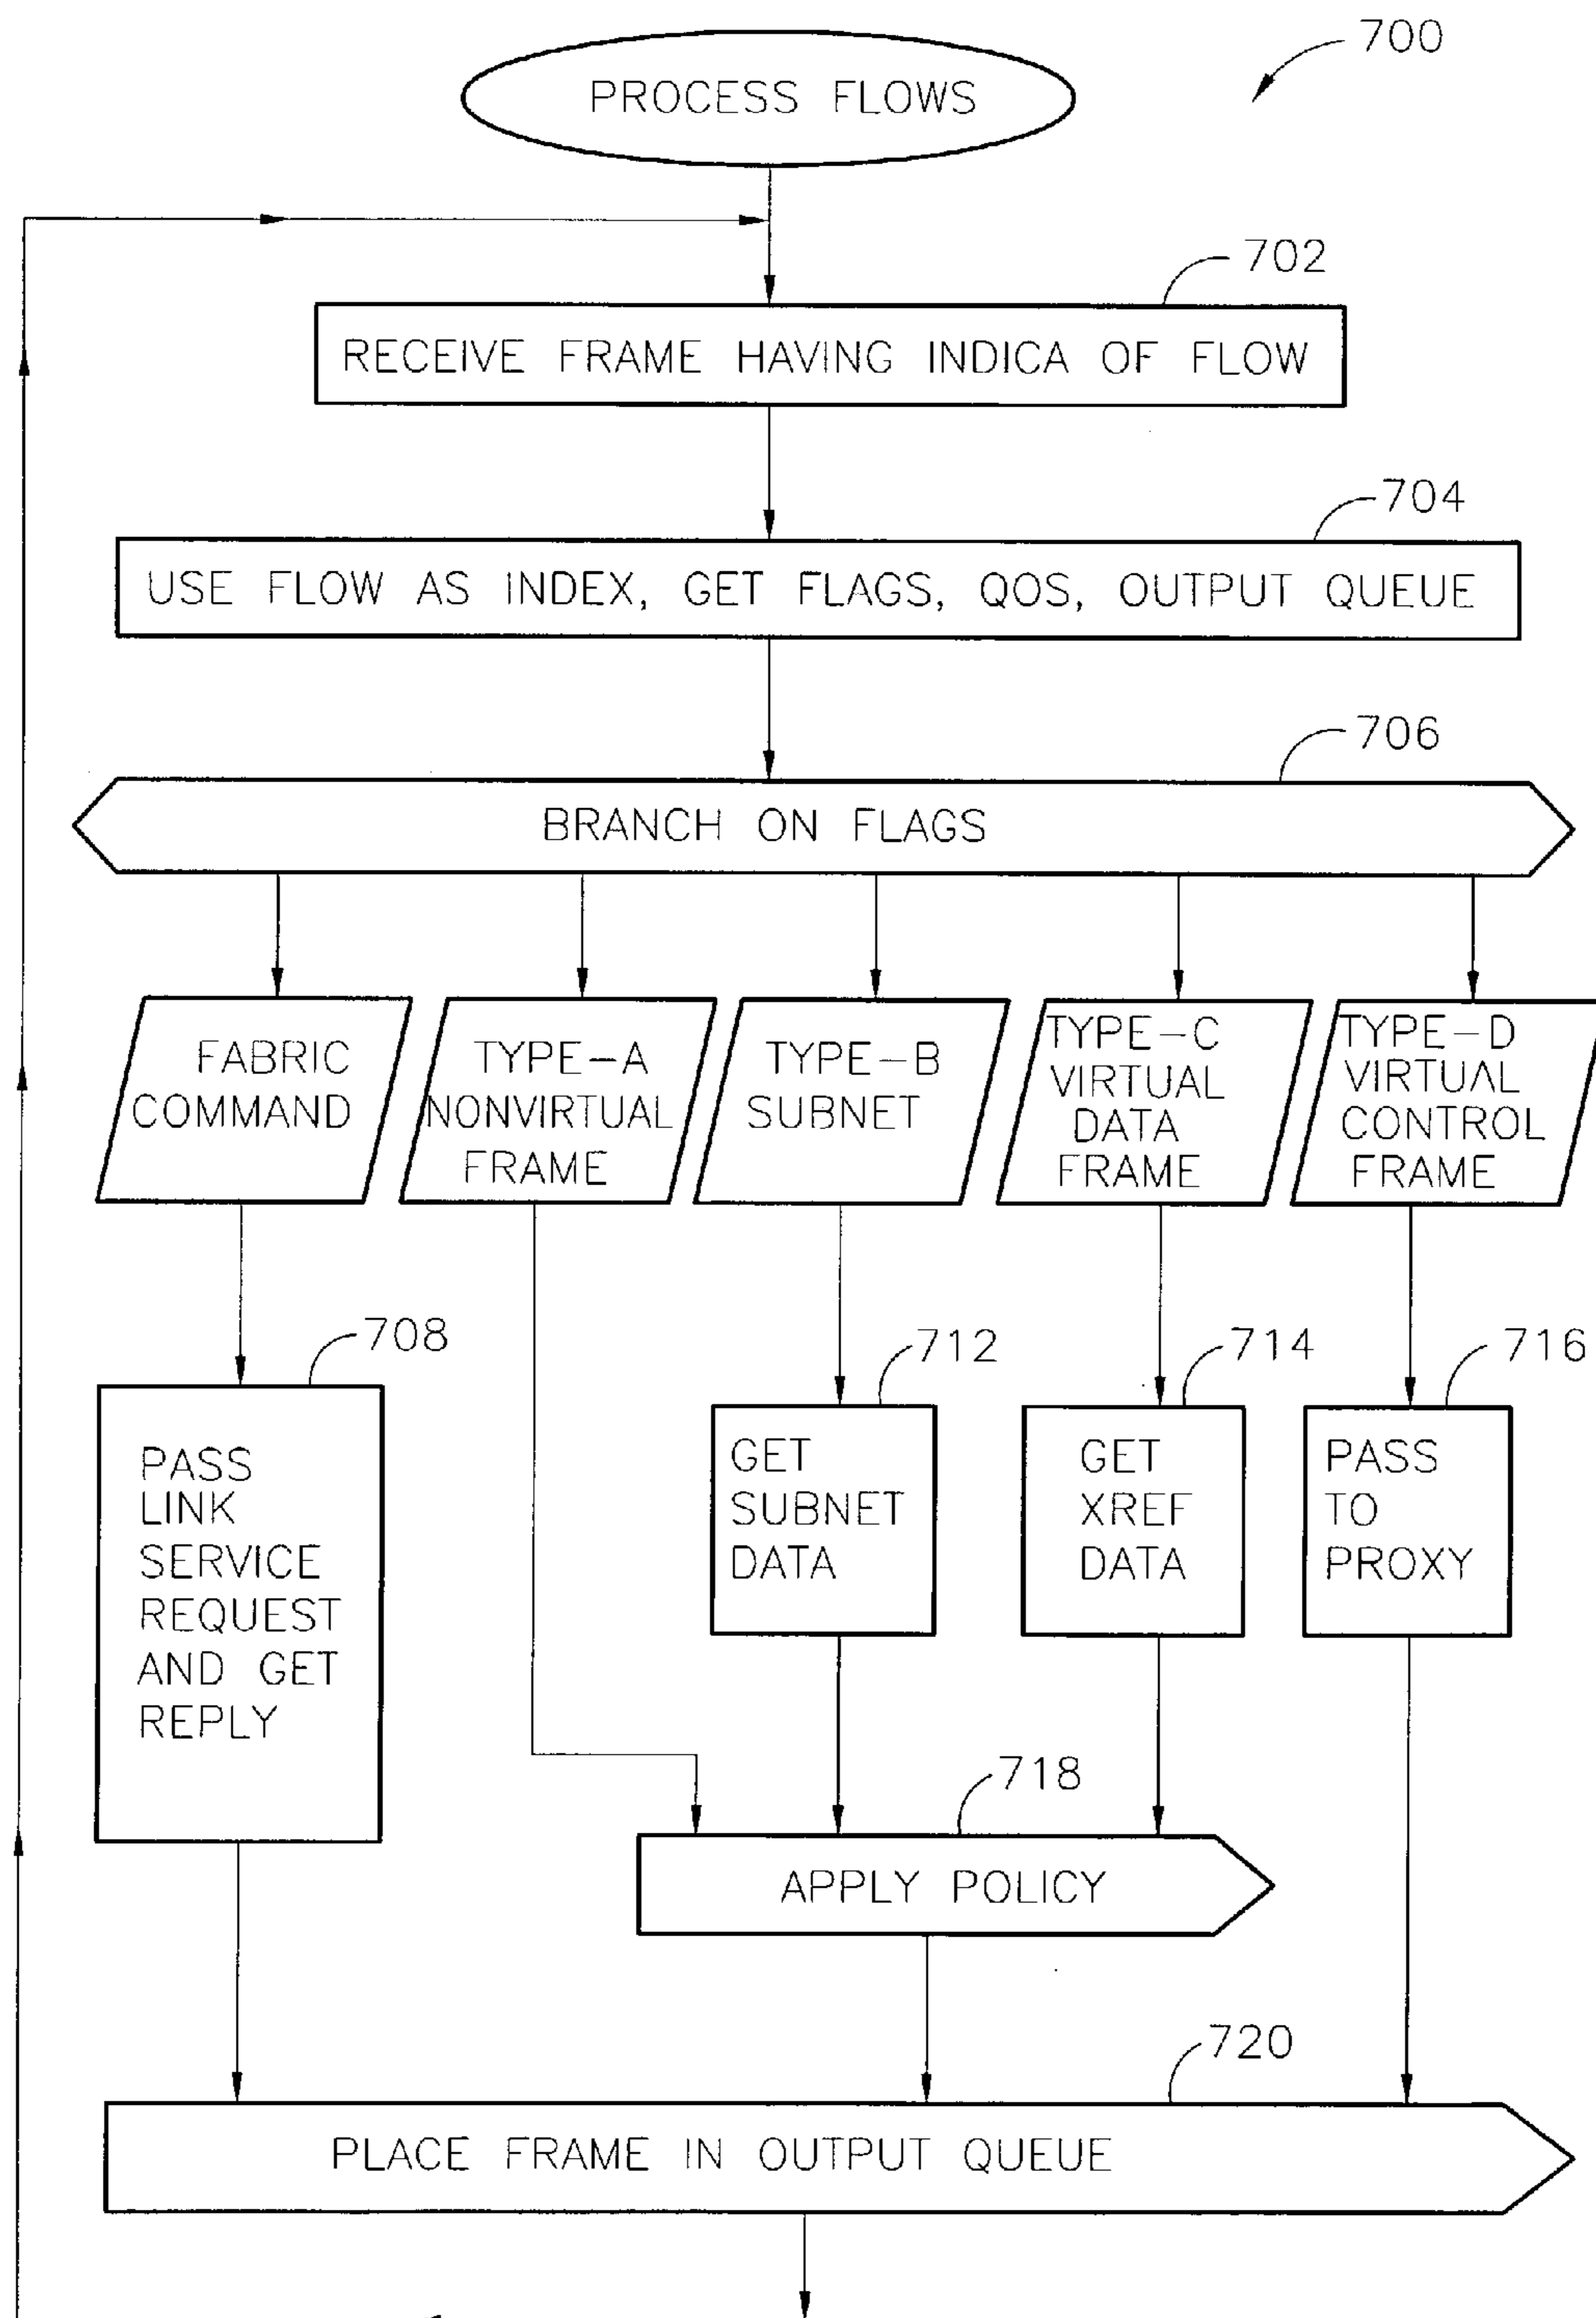 700
PROCESS FLOWS
702
RECEIVE FRAME HAVING INDICA OF FLOW
704
USE FLOW AS INDEX, GET FLAGS, QOS, OUTPUT QUEUE
706
BRANCH ON FLAGS
FABRIC
COMMAND
TYPE-A
NONVIRTUAL
FRAME
TYPE-B
SUBNET
TYPE-C
VIRTUAL
DATA
FRAME
TYPE-D
VIRTUAL
CONTROL
FRAME
708
PASS
LINK
SERVICE
REQUEST
AND GET
REPLY
712
GET
SUBNET
DATA
714
GET
XREF
DATA
716
PASS
TO
PROXY
718
APPLY POLICY
720
PLACE FRAME IN OUTPUT QUEUE